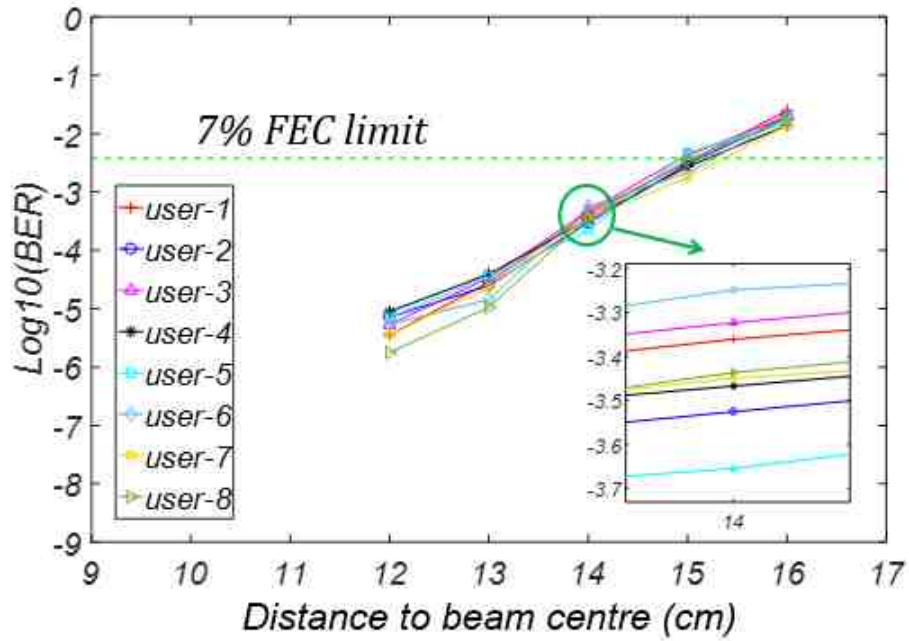 0
-1
-2
-3
-4
-5
-6
-7
-8
-9
Log10(BER)
7% FEC limit
user-1
user-2
user-3
user-4
user-5
user-6
user-7
user-8
-3.2
-3.3
-3.4
-3.5
-3.6
-3.7
14
9 10 11 12 13 14 15 16 17
Distance to beam centre (cm)